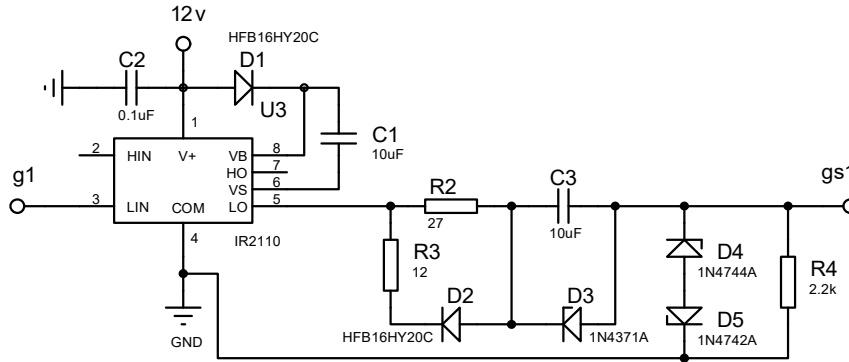 12v
HFB16HY20C
C2
D1
0.1uF
U3
1
C1
10uF
2
HIN
V+
VB
8
HO
7
VS
6
g1
3
LIN
COM
LO
5
R2
C3
gs1
4
IR2110
27
10uF
R3
12
D4
1N4744A
R4
2.2k
D2
D3
D5
GND
HFB16HY20C
1N4371A
1N4742A